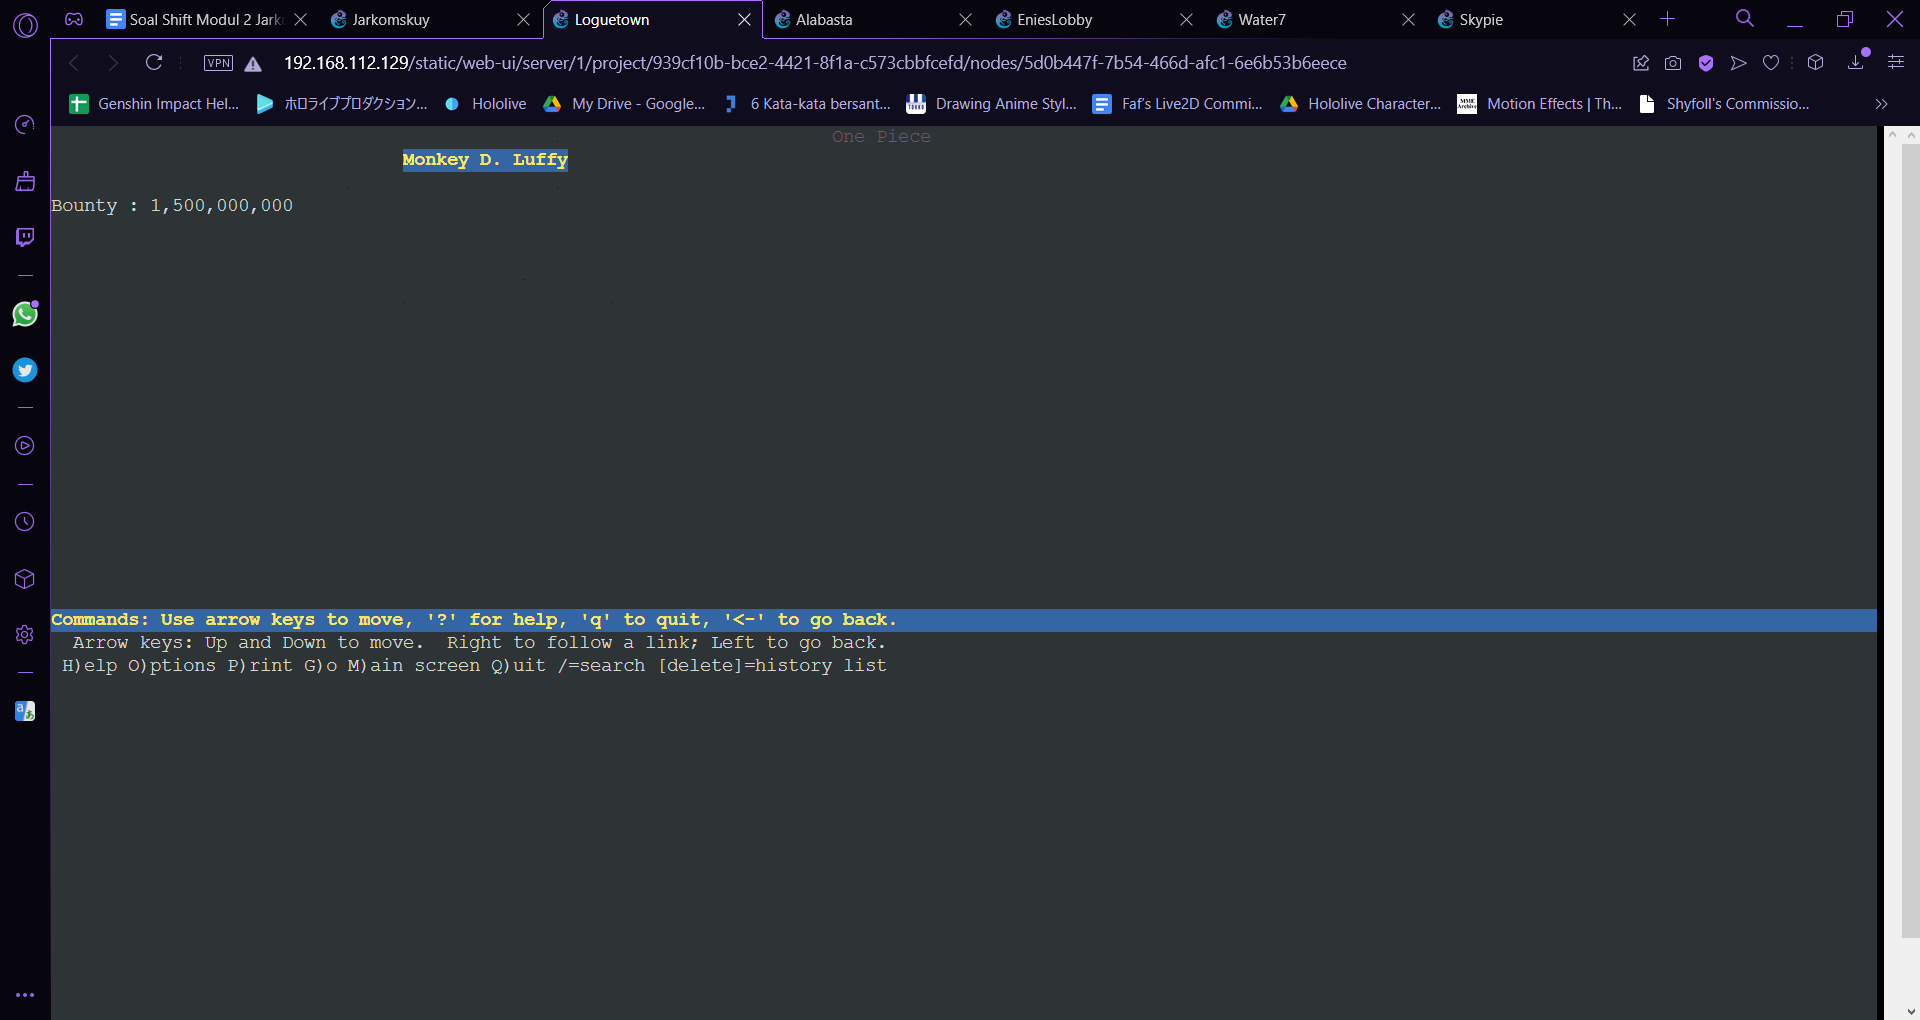 Soal Shift Modul 2 Jark
Jarkomskuy
Loguetown
Alabasta
EniesLobby
Water7
Skypie
VPN
192.168.112.129/static/web-ui/server/1/project/939cf10b-bce2-4421-8f1a-c573cbbfcefd/nodes/5d0b447f-7b54-466d-afc1-6e6b53b6eece
Genshin Impact Hel...
ホロライブプロダクション...
Hololive
My Drive - Google...
6 Kata-kata bersant...
Drawing Anime Styl...
Faf's Live2D Commi...
Hololive Character...
Motion Effects | Th...
Shyfoll's Commissio...
One Piece
Monkey D. Luffy
Bounty : 1,500,000,000
Commands: Use arrow keys to move, '?' for help, 'q' to quit, '<-' to go back.
Arrow keys: Up and Down to move.  Right to follow a link; Left to go back.
H)elp O)ptions P)rint G)o M)ain screen Q)uit /=search [delete]=history list